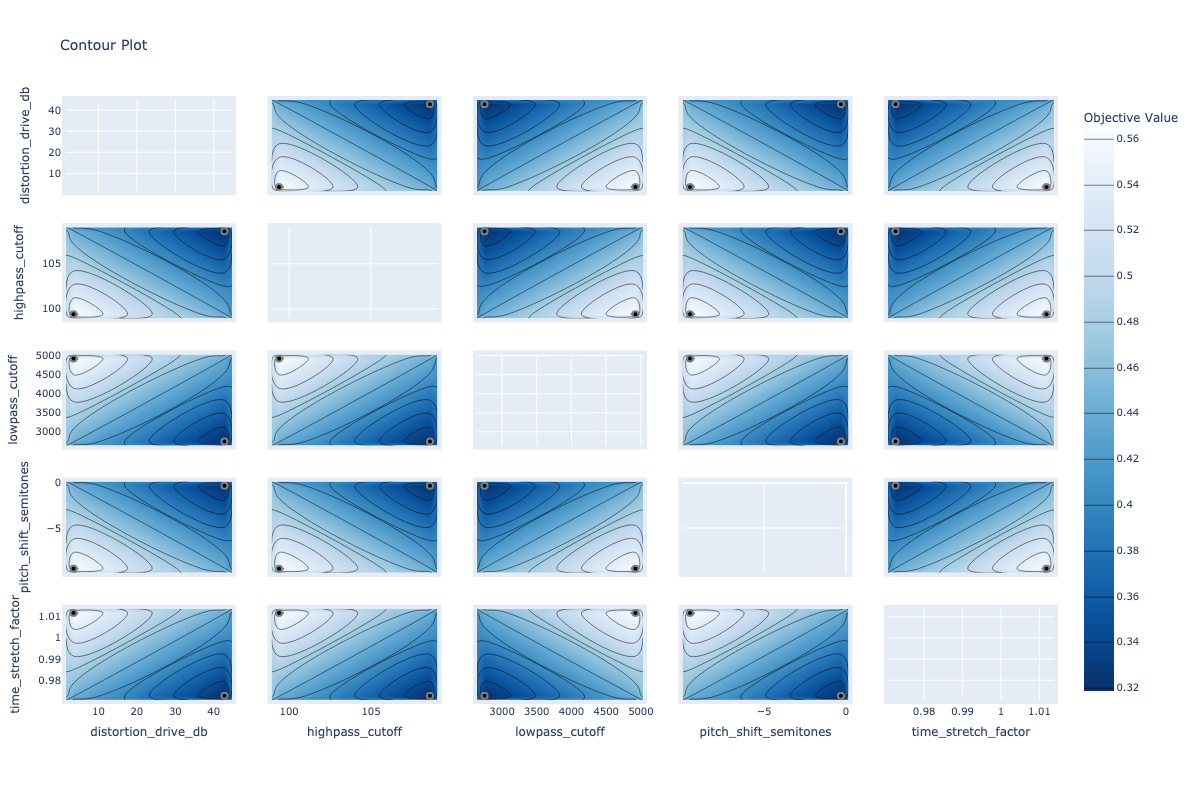 Contour Plot
Objective Value
distortion_drive_db
40
30
20
10
highpass_cutoff
105
100
lowpass_cutoff
5000
4500
4000
3500
3000
pitch_shift_semitones
0
−5
time_stretch_factor
1.01
1
0.99
0.98
10 20 30 40
100 105
3000 3500 4000 4500 5000
−5 0
0.98 0.99 1 1.01
distortion_drive_db
highpass_cutoff
lowpass_cutoff
pitch_shift_semitones
time_stretch_factor
0.56
0.54
0.52
0.5
0.48
0.46
0.44
0.42
0.4
0.38
0.36
0.34
0.32